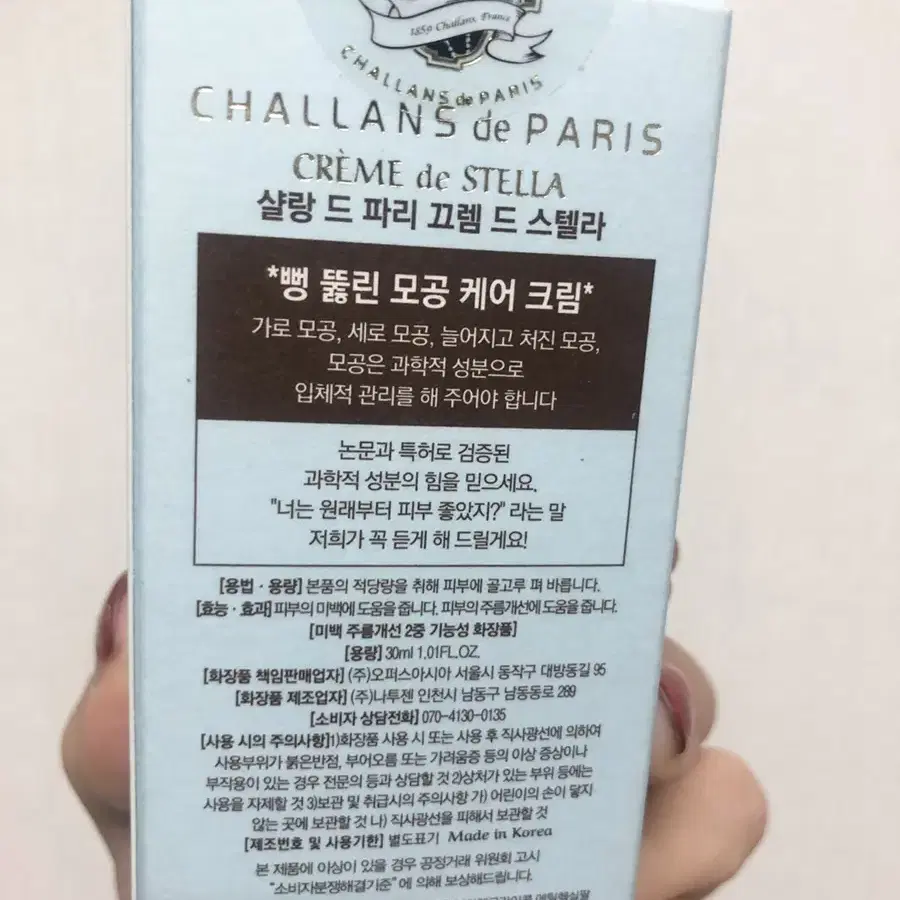 1859 Challans, France
CHALLANS de PARIS
CHALLANS de PARIS
CRÈME de STELLA
샬랑 드 파리 끄렘 드 스텔라
*뻥 뚫린 모공 케어 크림*
가로 모공, 세로 모공, 늘어지고 처진 모공,
모공은 과학적 성분으로
입체적 관리를 해 주어야 합니다
논문과 특허로 검증된
과학적 성분의 힘을 믿으세요.
"너는 원래부터 피부 좋았지?" 라는 말
저희가 꼭 듣게 해 드릴게요!
[용법 · 용량] 본품의 적당량을 취해 피부에 골고루 펴 바릅니다.
[효능 · 효과] 피부의 미백에 도움을 줍니다. 피부의 주름개선에 도움을 줍니다.
[미백 주름개선 2중 기능성 화장품]
[용량] 30ml 1.01FL.OZ.
[화장품 책임판매업자] (주)오퍼스아시아 서울시 동작구 대방동길 95
[화장품 제조업자] (주)나투젠 인천시 남동구 남동동로 289
[소비자 상담전화] 070-4130-0135
[사용 시의 주의사항]1)화장품 사용 시 또는 사용 후 직사광선에 의하여
사용부위가 붉은반점, 부어오름 또는 가려움증 등의 이상 증상이나
부작용이 있는 경우 전문의 등과 상담할 것 2)상처가 있는 부위 등에는
사용을 자제할 것 3)보관 및 취급시의 주의사항 가) 어린이의 손이 닿지
않는 곳에 보관할 것 나) 직사광선을 피해서 보관할 것
[제조번호 및 사용기한] 별도표기 Made in Korea
본 제품에 이상이 있을 경우 공정거래 위원회 고시
"소비자분쟁해결기준" 에 의해 보상해드립니다.